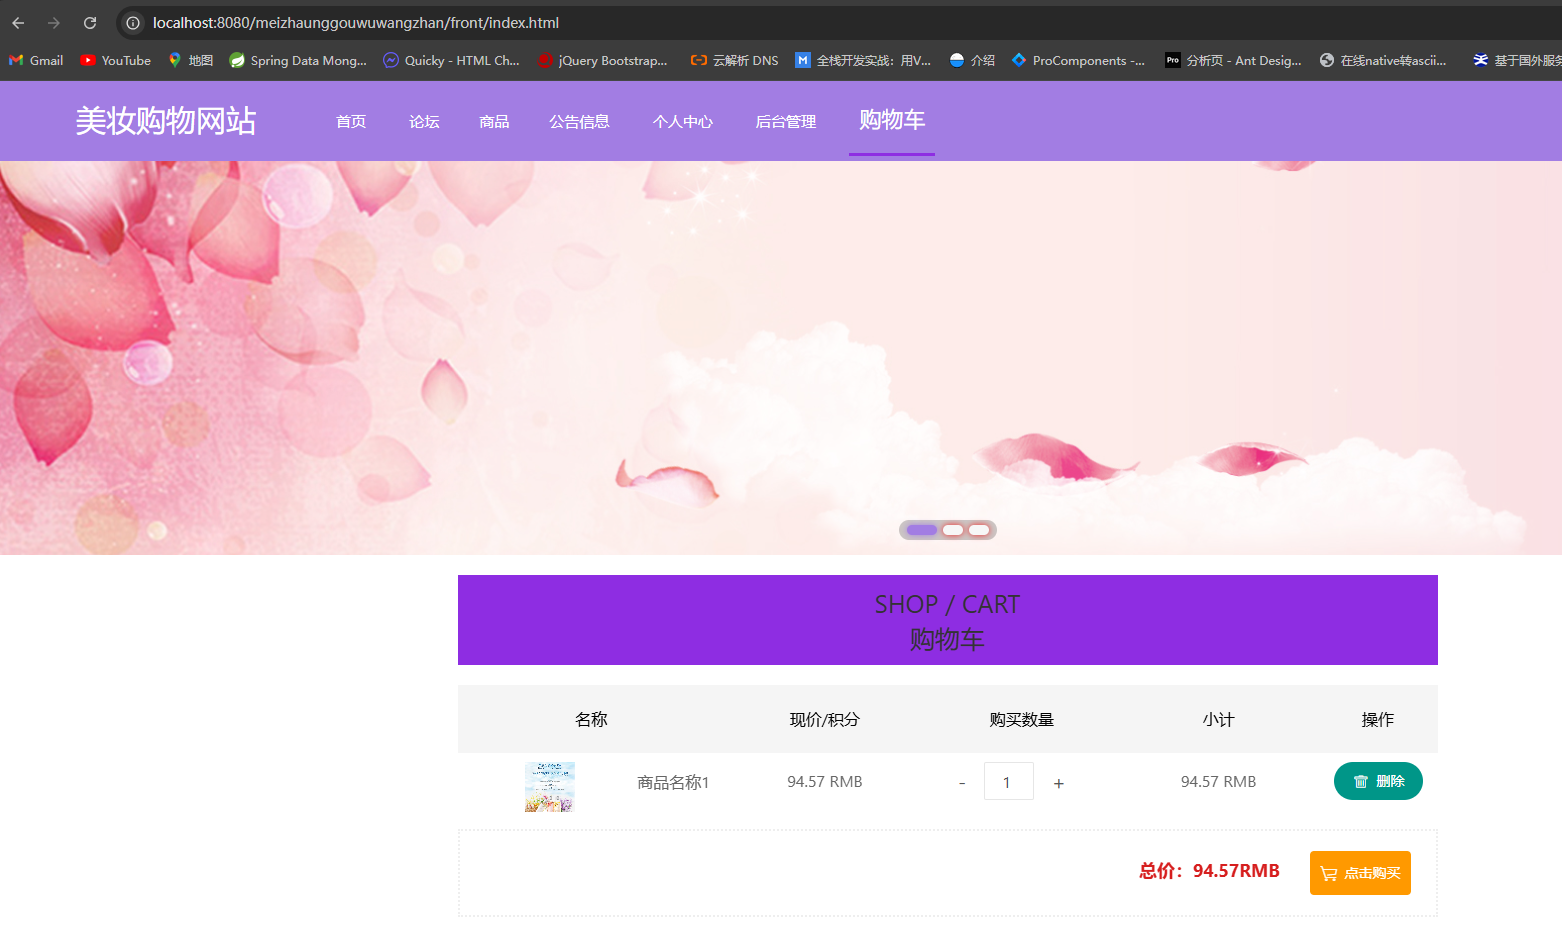 localhost:8080/meizhaunggouwuwangzhan/front/index.html
Gmail YouTube 地图 Spring Data Mong... Quicky - HTML Ch... jQuery Bootstrap... 云解析 DNS 全栈开发实战：用V... 介绍 ProComponents -... Pro 分析页 - Ant Desig... 在线native转ascii... 基于国外服务
美妆购物网站 首页 论坛 商品 公告信息 个人中心 后台管理 购物车
SHOP / CART
购物车
名称 现价/积分 购买数量 小计 操作
商品名称1 94.57 RMB - 1 + 94.57 RMB 删除
总价：94.57RMB 点击购买